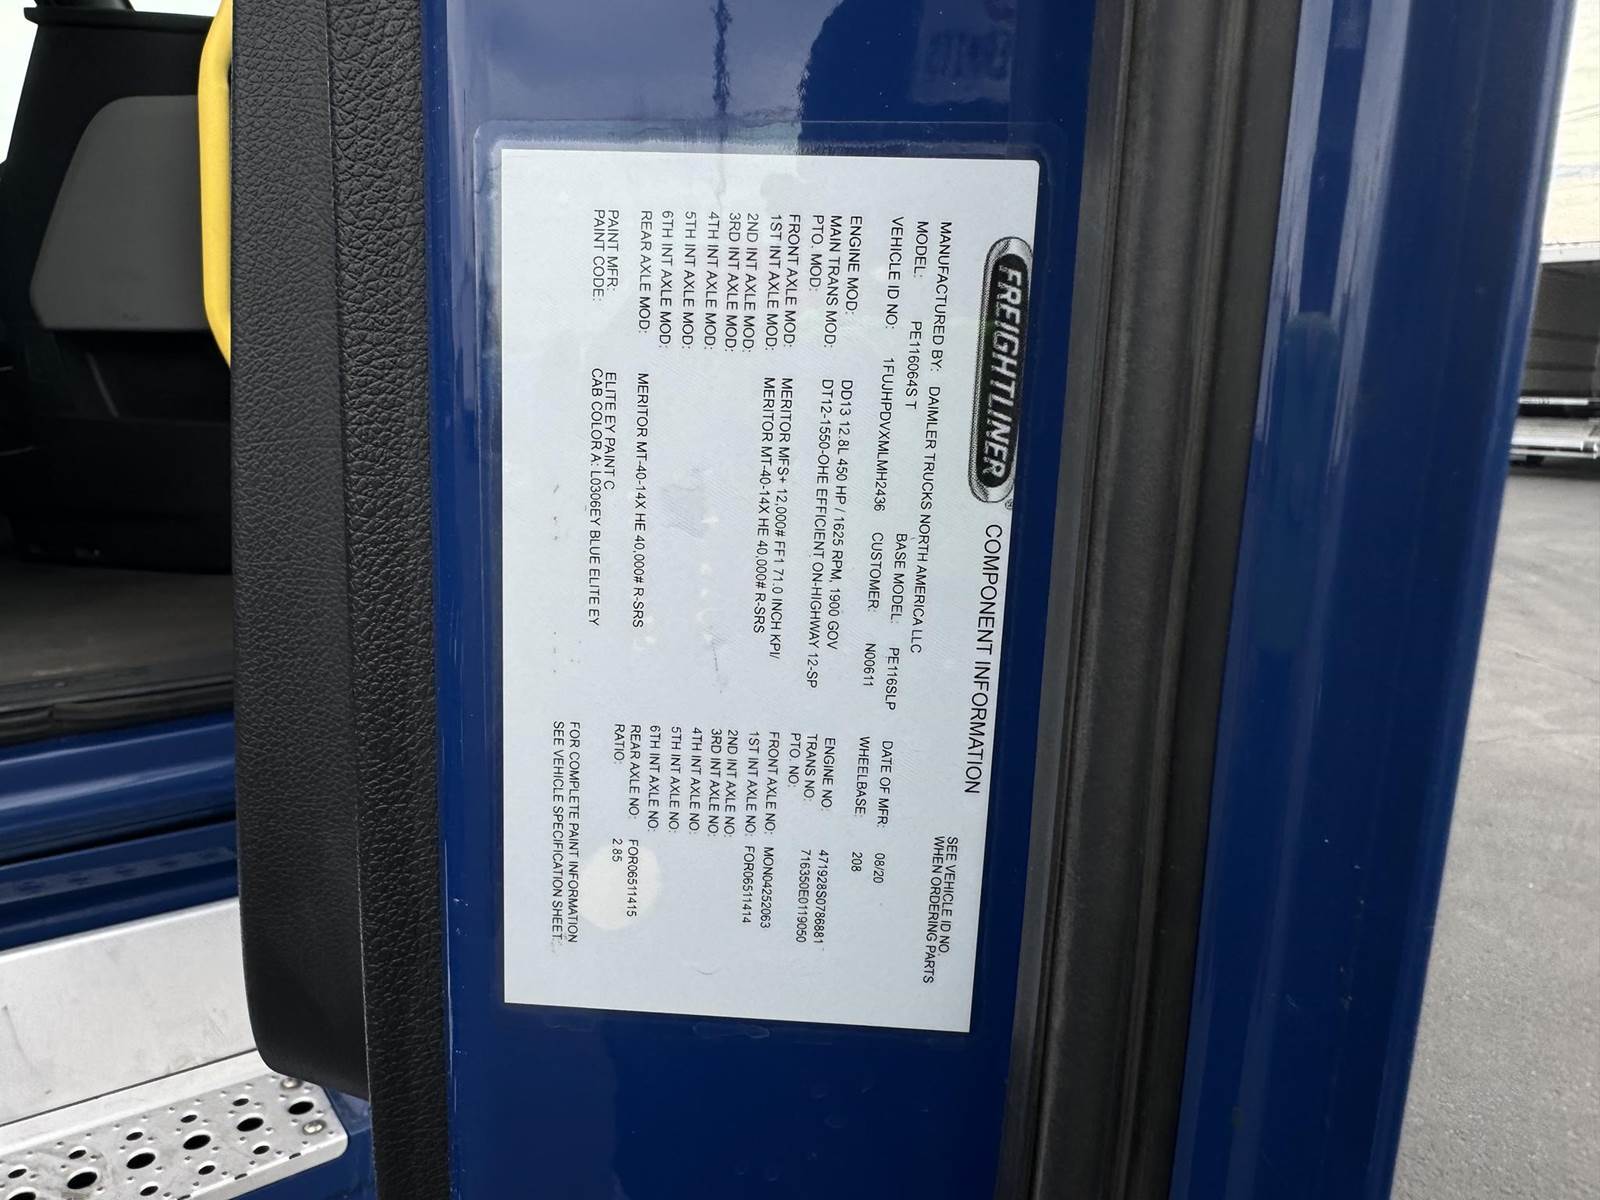 FREIGHTLINER® COMPONENT INFORMATION
SEE VEHICLE ID NO.
WHEN ORDERING PARTS
MANUFACTURED BY: DAIMLER TRUCKS NORTH AMERICA LLC
MODEL: PE116064S T BASE MODEL: PE116SLP DATE OF MFR: 08/20
VEHICLE ID NO: 1FUJHPDVXMLMH2436 CUSTOMER: N00611 WHEELBASE: 208
ENGINE MOD: DD13 12.8L 450 HP / 1625 RPM, 1900 GOV ENGINE NO: 471928S0786881
MAIN TRANS MOD: DT12-1550-OHE EFFICIENT ON-HIGHWAY 12-SP TRANS NO: 716350E0119050
PTO. MOD: PTO. NO:
FRONT AXLE MOD: MERITOR MFS+ 12,000# FF1 71.0 INCH KPI/ FRONT AXLE NO: MON04252063
1ST INT AXLE MOD: MERITOR MT-40-14X HE 40,000# R-SRS 1ST INT AXLE NO: FOR06511414
2ND INT AXLE MOD: 2ND INT AXLE NO:
3RD INT AXLE MOD: 3RD INT AXLE NO:
4TH INT AXLE MOD: 4TH INT AXLE NO:
5TH INT AXLE MOD: 5TH INT AXLE NO:
6TH INT AXLE MOD: 6TH INT AXLE NO:
REAR AXLE MOD: MERITOR MT-40-14X HE 40,000# R-SRS REAR AXLE NO: FOR06511415
RATIO: 2.85
PAINT MFR: ELITE EY PAINT C
PAINT CODE: CAB COLOR A: L0306EY BLUE ELITE EY
FOR COMPLETE PAINT INFORMATION
SEE VEHICLE SPECIFICATION SHEET.